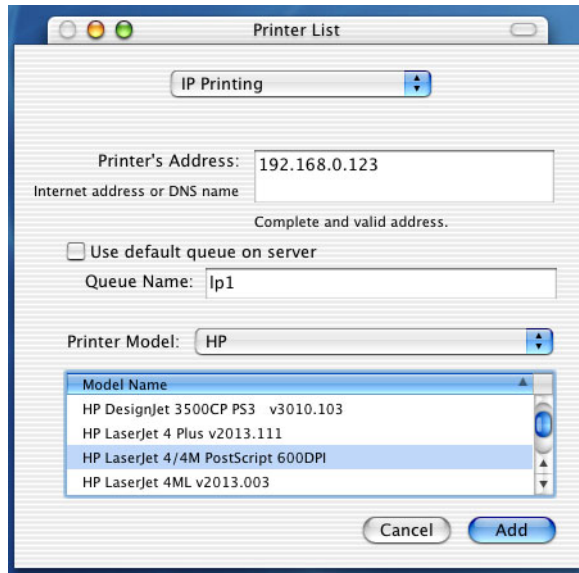 Printer List
IP Printing
Printer's Address: 192.168.0.123
Internet address or DNS name
Complete and valid address.
Use default queue on server
Queue Name: lp1
Printer Model: HP
Model Name
HP DesignJet 3500CP PS3 v3010.103
HP LaserJet 4 Plus v2013.111
HP LaserJet 4/4M PostScript 600DPI
HP LaserJet 4ML v2013.003
Cancel Add